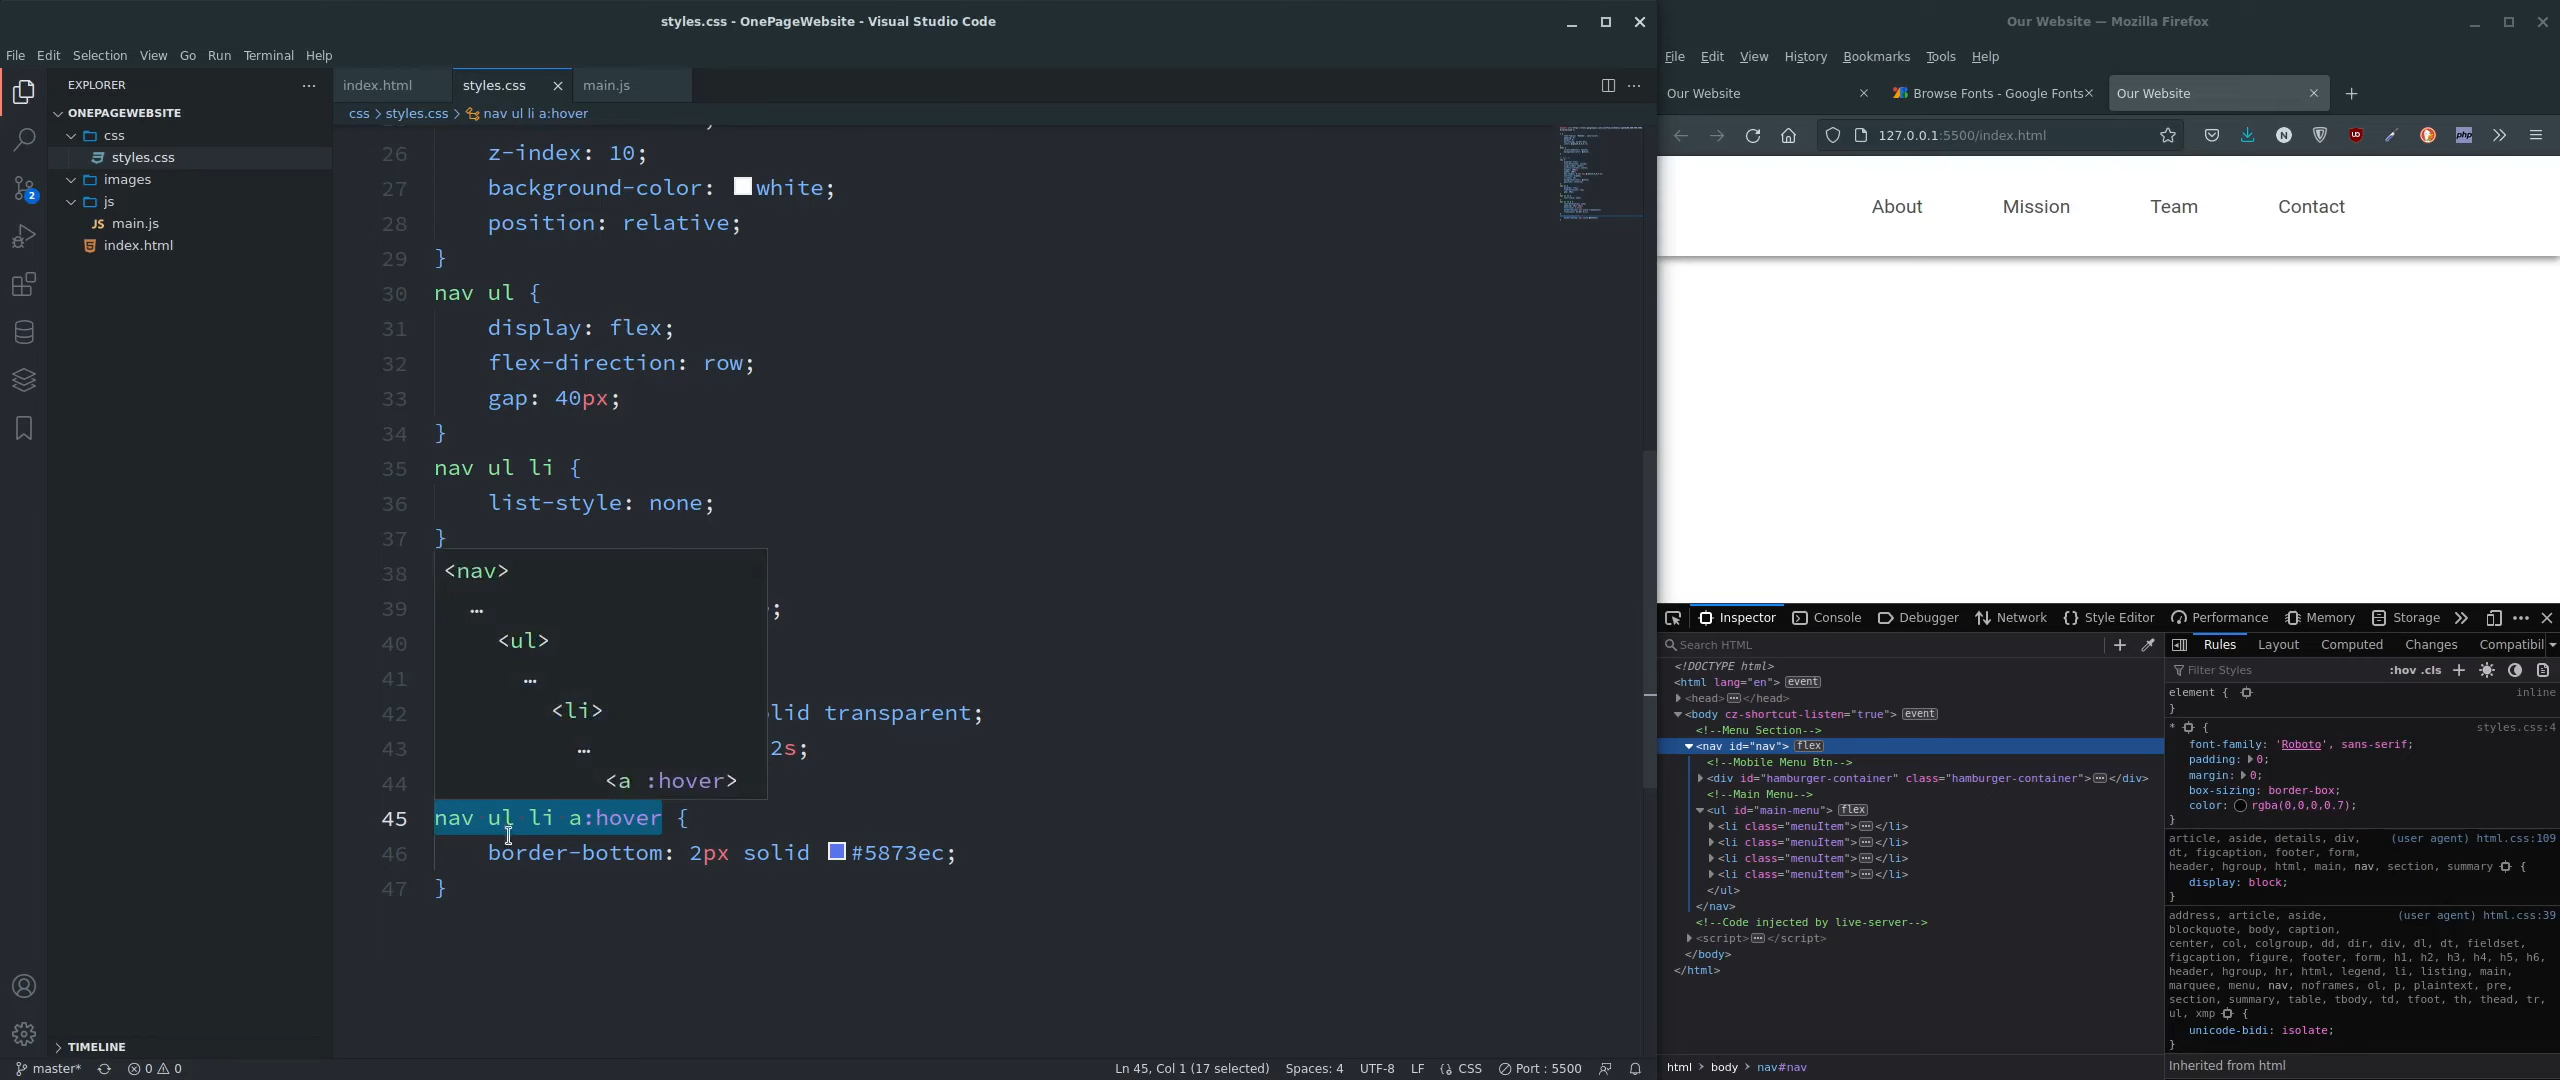 styles.css - OnePageWebsite - Visual Studio Code
File Edit Selection View Go Run Terminal Help
EXPLORER
ONEPAGEWEBSITE
css
styles.css
images
js
JS main.js
index.html
TIMELINE
index.html styles.css main.js
css > styles.css > nav ul li a:hover
26 z-index: 10;
27 background-color: white;
28 position: relative;
29 }
30 nav ul {
31 display: flex;
32 flex-direction: row;
33 gap: 40px;
34 }
35 nav ul li {
36 list-style: none;
37 }
38 <nav>
39 … ;
40 <ul>
41 …
42 <li> lid transparent;
43 … 2s;
44 <a :hover>
45 nav ul li a:hover {
46 border-bottom: 2px solid #5873ec;
47 }
2
master* 0 0
Ln 45, Col 1 (17 selected) Spaces: 4 UTF-8 LF CSS Port : 5500
Our Website — Mozilla Firefox
File Edit View History Bookmarks Tools Help
Our Website Browse Fonts - Google Fonts Our Website
127.0.0.1:5500/index.html
About Mission Team Contact
Inspector Console Debugger Network Style Editor Performance Memory Storage
Search HTML
<!DOCTYPE html>
<html lang="en"> event
<head> </head>
<body cz-shortcut-listen="true"> event
<!--Menu Section-->
<nav id="nav"> flex
<!--Mobile Menu Btn-->
<div id="hamburger-container" class="hamburger-container"> </div>
<!--Main Menu-->
<ul id="main-menu"> flex
<li class="menuItem"> </li>
<li class="menuItem"> </li>
<li class="menuItem"> </li>
<li class="menuItem"> </li>
</ul>
</nav>
<!--Code injected by live-server-->
<script> </script>
</body>
</html>
html > body > nav#nav
Rules Layout Computed Changes Compatibil
Filter Styles :hov .cls
element { inline
}
* { styles.css:4
font-family: 'Roboto', sans-serif;
padding: 0;
margin: 0;
box-sizing: border-box;
color: rgba(0,0,0,0.7);
}
article, aside, details, div, (user agent) html.css:109
dt, figcaption, footer, form,
header, hgroup, html, main, nav, section, summary {
display: block;
}
address, article, aside, (user agent) html.css:39
blockquote, body, caption,
center, col, colgroup, dd, dir, div, dl, dt, fieldset,
figcaption, figure, footer, form, h1, h2, h3, h4, h5, h6,
header, hgroup, hr, html, legend, li, listing, main,
marquee, menu, nav, noframes, ol, p, plaintext, pre,
section, summary, table, tbody, td, tfoot, th, thead, tr,
ul, xmp {
unicode-bidi: isolate;
}
Inherited from html